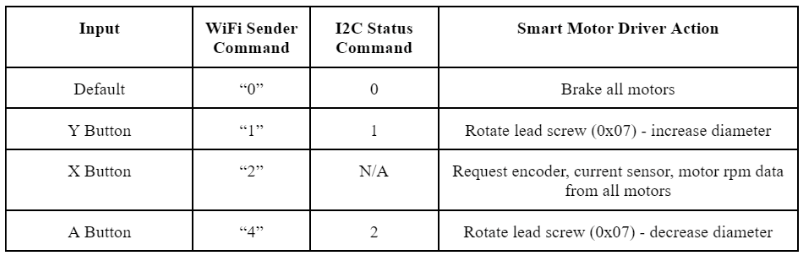 Input WiFi Sender Command I2C Status Command Smart Motor Driver Action
Default “0” 0 Brake all motors
Y Button “1” 1 Rotate lead screw (0x07) - increase diameter
X Button “2” N/A Request encoder, current sensor, motor rpm data from all motors
A Button “4” 2 Rotate lead screw (0x07) - decrease diameter